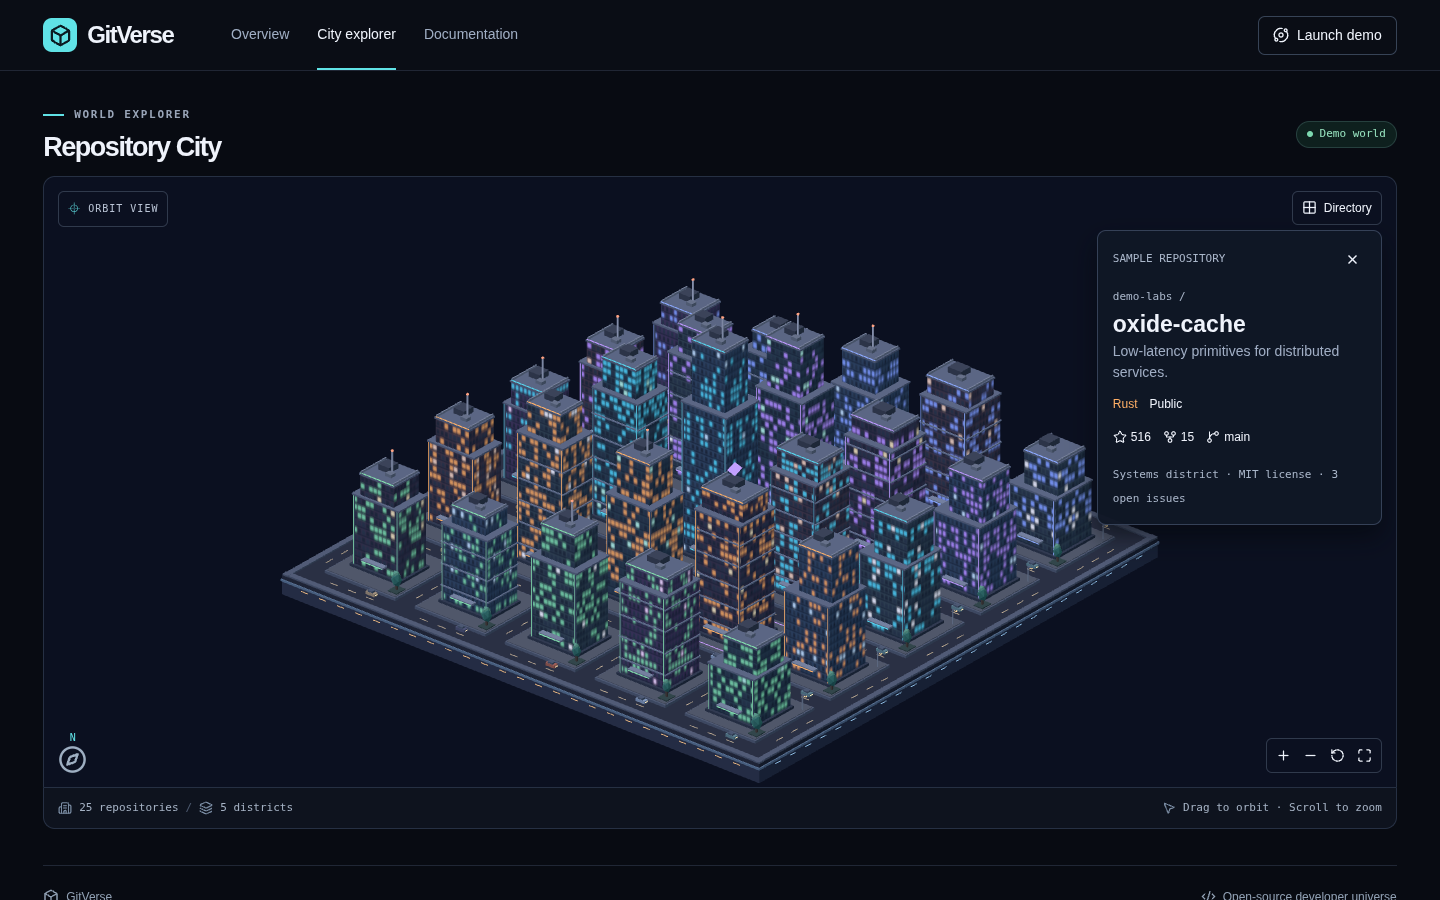 GitVerse
Overview
City explorer
Documentation
Launch demo
WORLD EXPLORER
Repository City
Demo world
ORBIT VIEW
Directory
SAMPLE REPOSITORY
demo-labs /
oxide-cache
Low-latency primitives for distributed
services.
Rust Public
516 15 main
Systems district · MIT license · 3
open issues
N
25 repositories / 5 districts
Drag to orbit · Scroll to zoom
GitVerse
Open-source developer universe